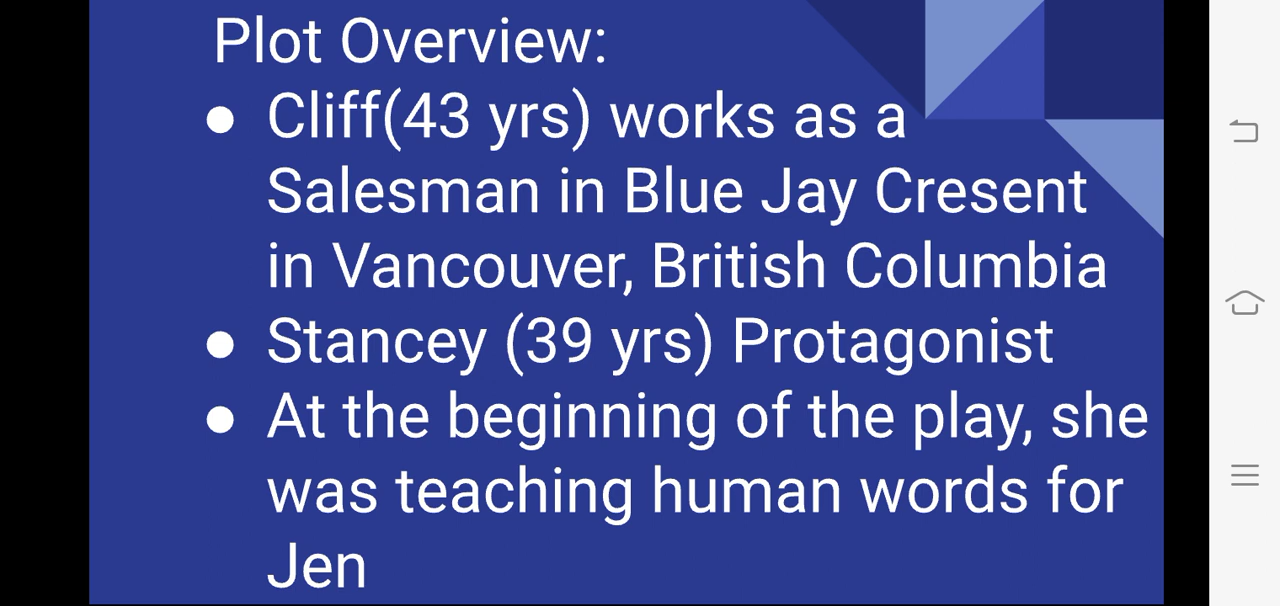 Plot Overview:
● Cliff(43 yrs) works as a
Salesman in Blue Jay Cresent
in Vancouver, British Columbia
● Stancey (39 yrs) Protagonist
● At the beginning of the play, she
was teaching human words for
Jen